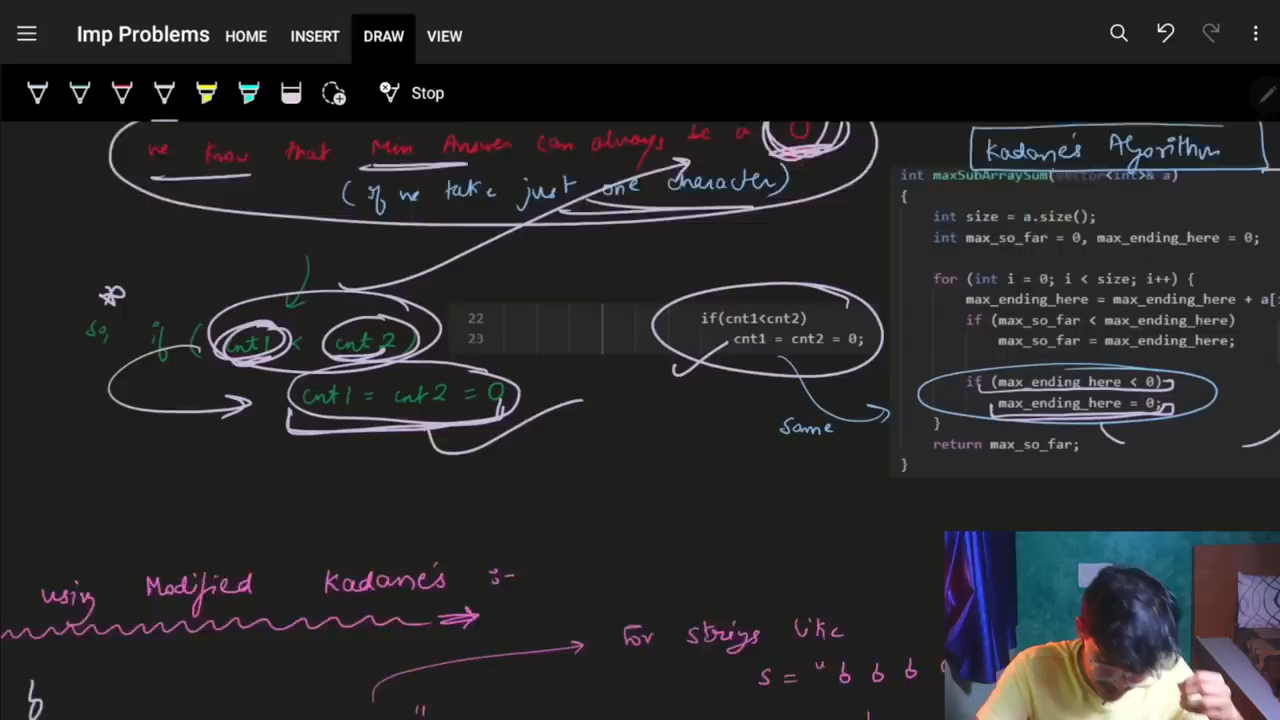 Imp Problems HOME INSERT DRAW VIEW
Stop
we know that Min Answer can always be a 0
(if we take just one character)
Kadane's Algorithm
int maxSubArraySum(vector<int>& a)
{
int size = a.size();
int max_so_far = 0, max_ending_here = 0;
for (int i = 0; i < size; i++) {
max_ending_here = max_ending_here + a[
if (max_so_far < max_ending_here)
max_so_far = max_ending_here;
if (max_ending_here < 0)
max_ending_here = 0;
}
return max_so_far;
}
so, if ( cnt1 < cnt2 )
cnt1 = cnt2 = 0
22 if(cnt1<cnt2)
23 cnt1 = cnt2 = 0;
same
using Modified Kadane's :-
For strings like
s = " b b b
b
"